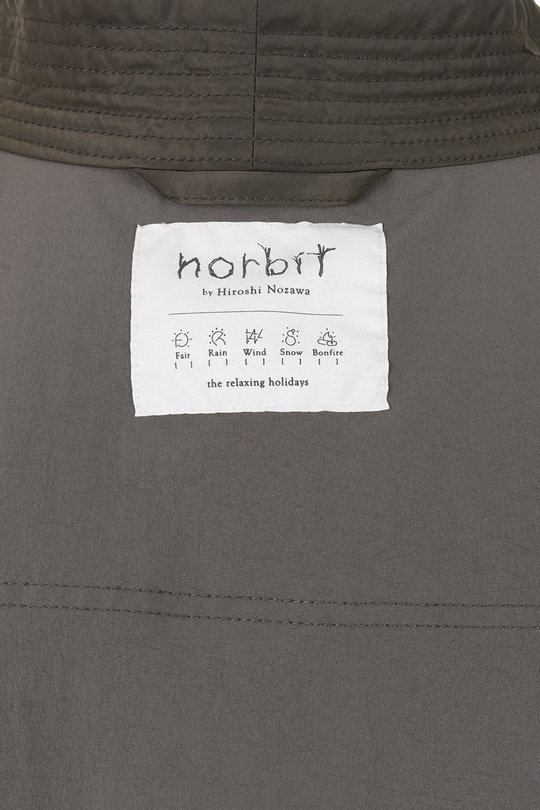 norbit
by Hiroshi Nozawa
Fair Rain Wind Snow Bonfire
[ ] [ ] [ ] [ ] [ ]
the relaxing holidays